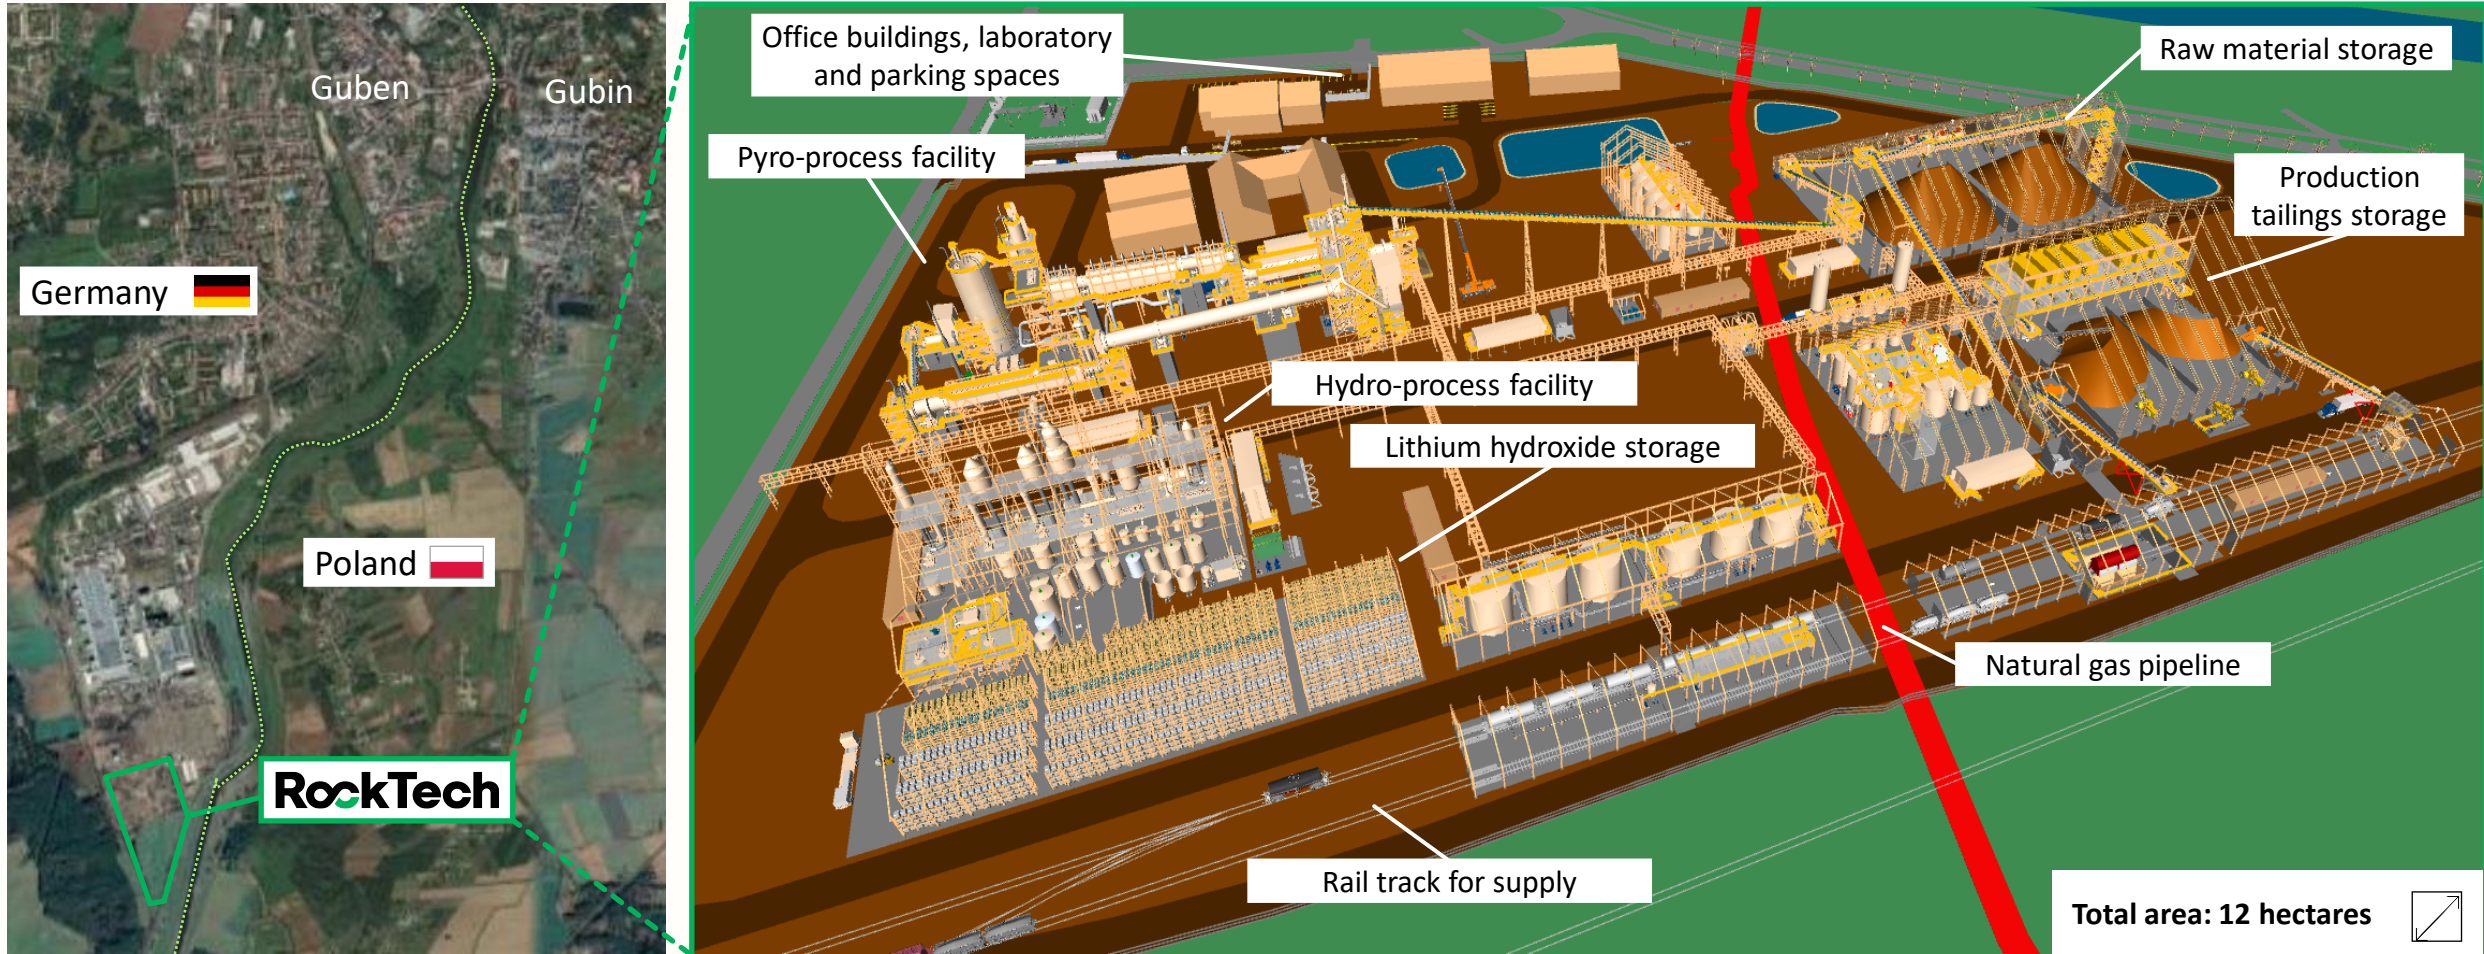 Guben
Gubin
Germany
Poland
RockTech
Office buildings, laboratory
and parking spaces
Raw material storage
Pyro-process facility
Production
tailings storage
Hydro-process facility
Lithium hydroxide storage
Natural gas pipeline
Rail track for supply
Total area: 12 hectares